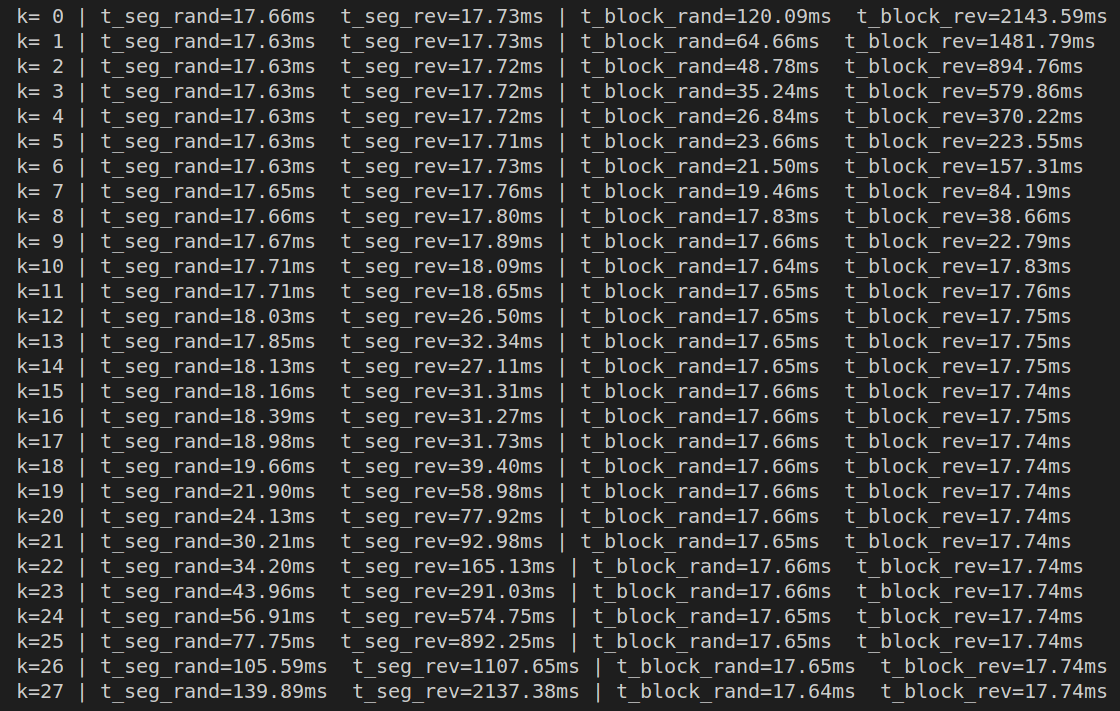 k= 0 | t_seg_rand=17.66ms  t_seg_rev=17.73ms | t_block_rand=120.09ms  t_block_rev=2143.59ms
k= 1 | t_seg_rand=17.63ms  t_seg_rev=17.73ms | t_block_rand=64.66ms  t_block_rev=1481.79ms
k= 2 | t_seg_rand=17.63ms  t_seg_rev=17.72ms | t_block_rand=48.78ms  t_block_rev=894.76ms
k= 3 | t_seg_rand=17.63ms  t_seg_rev=17.72ms | t_block_rand=35.24ms  t_block_rev=579.86ms
k= 4 | t_seg_rand=17.63ms  t_seg_rev=17.72ms | t_block_rand=26.84ms  t_block_rev=370.22ms
k= 5 | t_seg_rand=17.63ms  t_seg_rev=17.71ms | t_block_rand=23.66ms  t_block_rev=223.55ms
k= 6 | t_seg_rand=17.63ms  t_seg_rev=17.73ms | t_block_rand=21.50ms  t_block_rev=157.31ms
k= 7 | t_seg_rand=17.65ms  t_seg_rev=17.76ms | t_block_rand=19.46ms  t_block_rev=84.19ms
k= 8 | t_seg_rand=17.66ms  t_seg_rev=17.80ms | t_block_rand=17.83ms  t_block_rev=38.66ms
k= 9 | t_seg_rand=17.67ms  t_seg_rev=17.89ms | t_block_rand=17.66ms  t_block_rev=22.79ms
k=10 | t_seg_rand=17.71ms  t_seg_rev=18.09ms | t_block_rand=17.64ms  t_block_rev=17.83ms
k=11 | t_seg_rand=17.71ms  t_seg_rev=18.65ms | t_block_rand=17.65ms  t_block_rev=17.76ms
k=12 | t_seg_rand=18.03ms  t_seg_rev=26.50ms | t_block_rand=17.65ms  t_block_rev=17.75ms
k=13 | t_seg_rand=17.85ms  t_seg_rev=32.34ms | t_block_rand=17.65ms  t_block_rev=17.75ms
k=14 | t_seg_rand=18.13ms  t_seg_rev=27.11ms | t_block_rand=17.65ms  t_block_rev=17.75ms
k=15 | t_seg_rand=18.16ms  t_seg_rev=31.31ms | t_block_rand=17.66ms  t_block_rev=17.74ms
k=16 | t_seg_rand=18.39ms  t_seg_rev=31.27ms | t_block_rand=17.66ms  t_block_rev=17.75ms
k=17 | t_seg_rand=18.98ms  t_seg_rev=31.73ms | t_block_rand=17.66ms  t_block_rev=17.74ms
k=18 | t_seg_rand=19.66ms  t_seg_rev=39.40ms | t_block_rand=17.66ms  t_block_rev=17.74ms
k=19 | t_seg_rand=21.90ms  t_seg_rev=58.98ms | t_block_rand=17.66ms  t_block_rev=17.74ms
k=20 | t_seg_rand=24.13ms  t_seg_rev=77.92ms | t_block_rand=17.66ms  t_block_rev=17.74ms
k=21 | t_seg_rand=30.21ms  t_seg_rev=92.98ms | t_block_rand=17.65ms  t_block_rev=17.74ms
k=22 | t_seg_rand=34.20ms  t_seg_rev=165.13ms | t_block_rand=17.66ms  t_block_rev=17.74ms
k=23 | t_seg_rand=43.96ms  t_seg_rev=291.03ms | t_block_rand=17.66ms  t_block_rev=17.74ms
k=24 | t_seg_rand=56.91ms  t_seg_rev=574.75ms | t_block_rand=17.65ms  t_block_rev=17.74ms
k=25 | t_seg_rand=77.75ms  t_seg_rev=892.25ms | t_block_rand=17.65ms  t_block_rev=17.74ms
k=26 | t_seg_rand=105.59ms  t_seg_rev=1107.65ms | t_block_rand=17.65ms  t_block_rev=17.74ms
k=27 | t_seg_rand=139.89ms  t_seg_rev=2137.38ms | t_block_rand=17.64ms  t_block_rev=17.74ms